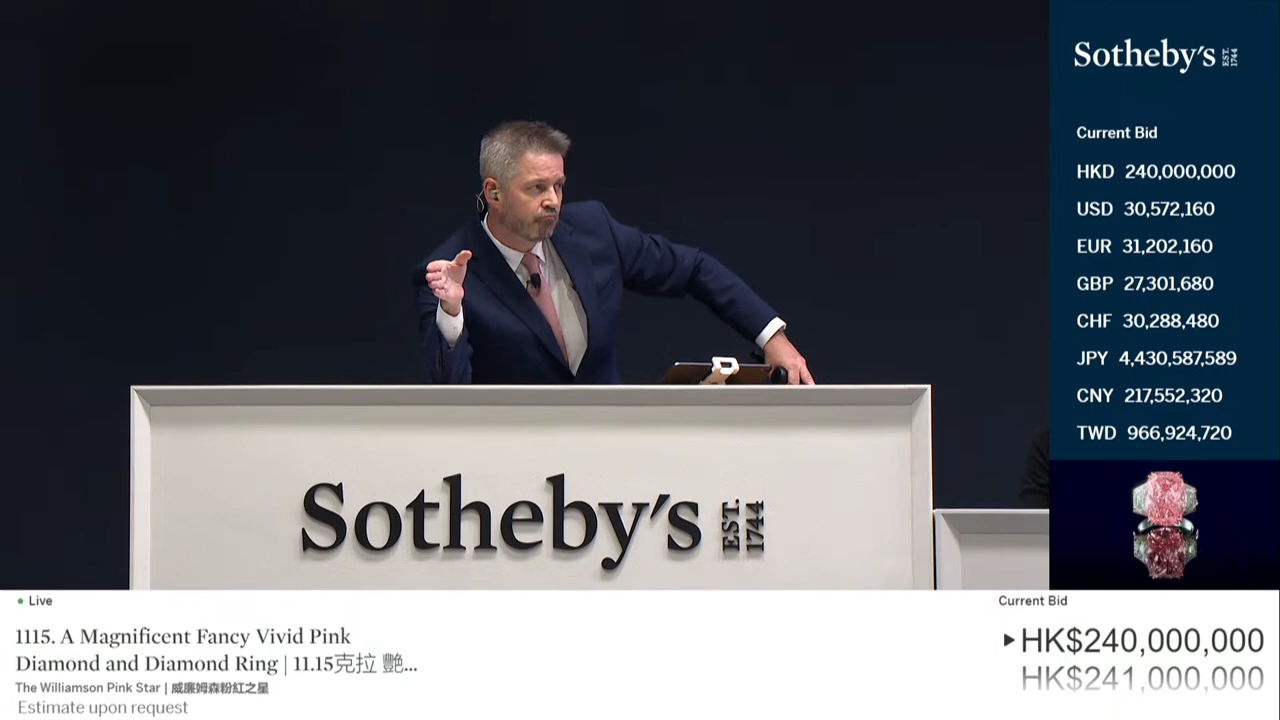 Sotheby's EST. 1744
Current Bid
HKD 240,000,000
USD 30,572,160
EUR 31,202,160
GBP 27,301,680
CHF 30,288,480
JPY 4,430,587,589
CNY 217,552,320
TWD 966,924,720
Sotheby's EST. 1744
Live
1115. A Magnificent Fancy Vivid Pink
Diamond and Diamond Ring | 11.15克拉 艷...
The Williamson Pink Star | 威廉姆森粉紅之星
Estimate upon request
Current Bid
HK$240,000,000
HK$241,000,000